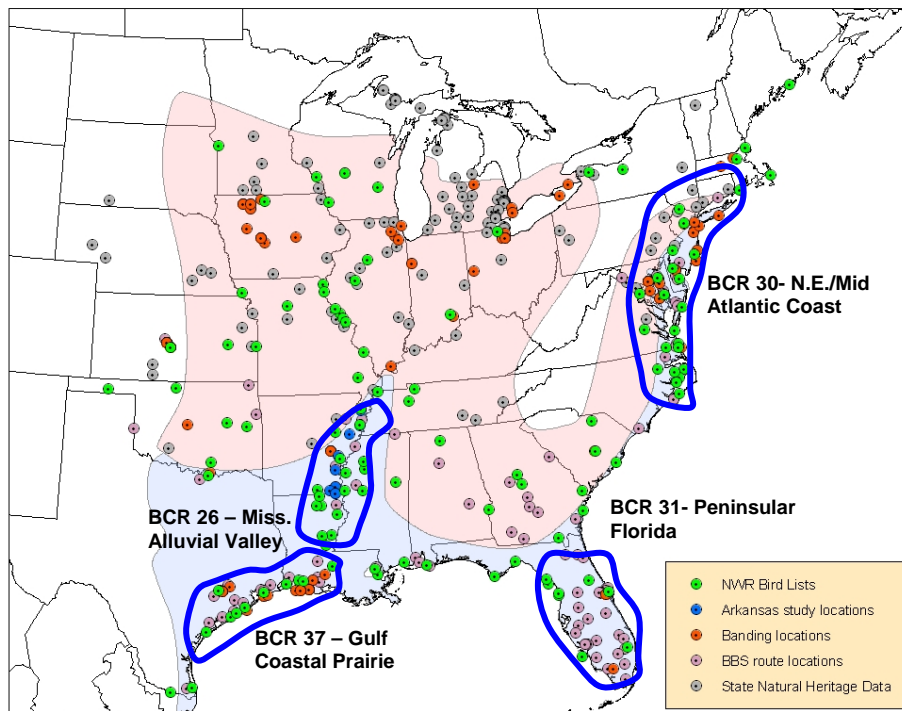 BCR 30- N.E./Mid
Atlantic Coast
BCR 31- Peninsular
Florida
BCR 26 – Miss.
Alluvial Valley
BCR 37 – Gulf
Coastal Prairie
NWR Bird Lists
Arkansas study locations
Banding locations
BBS route locations
State Natural Heritage Data